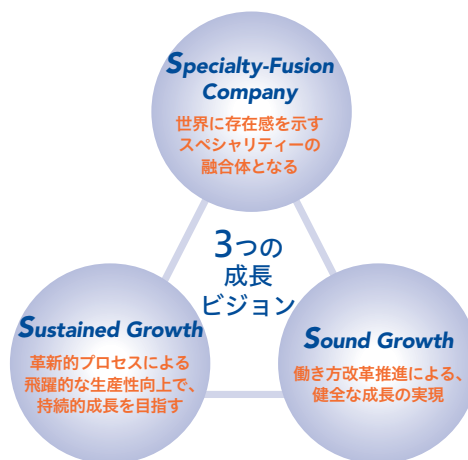 Specialty-Fusion
Company
世界に存在感を示す
スペシャリティーの
融合体となる
3つの
成長
ビジョン
Sustained Growth
革新的プロセスによる
飛躍的な生産性向上で、
持続的成長を目指す
Sound Growth
働き方改革推進による、
健全な成長の実現